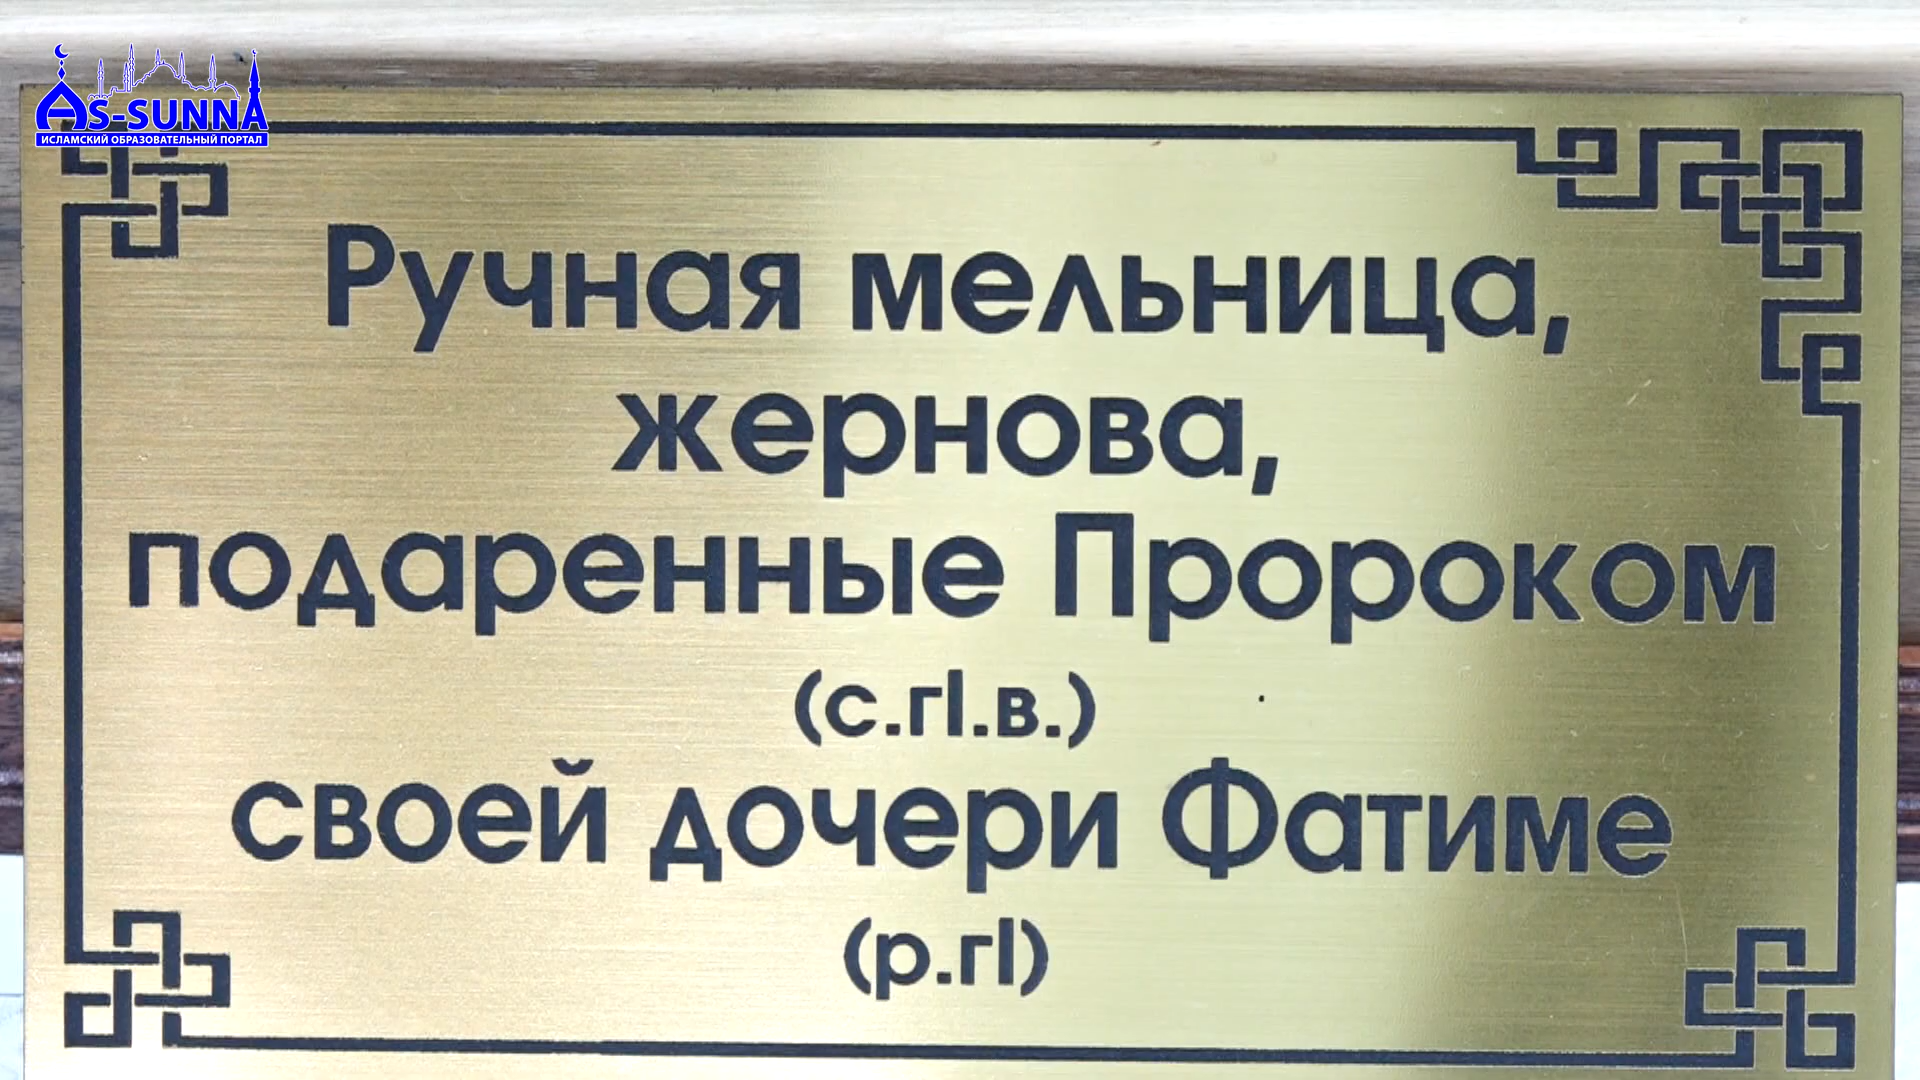 AS-SUNNA
ИСЛАМСКИЙ ОБРАЗОВАТЕЛЬНЫЙ ПОРТАЛ
Ручная мельница,
жернова,
подаренные Пророком
(с.гӀ.в.)
своей дочери Фатиме
(р.гӀ)